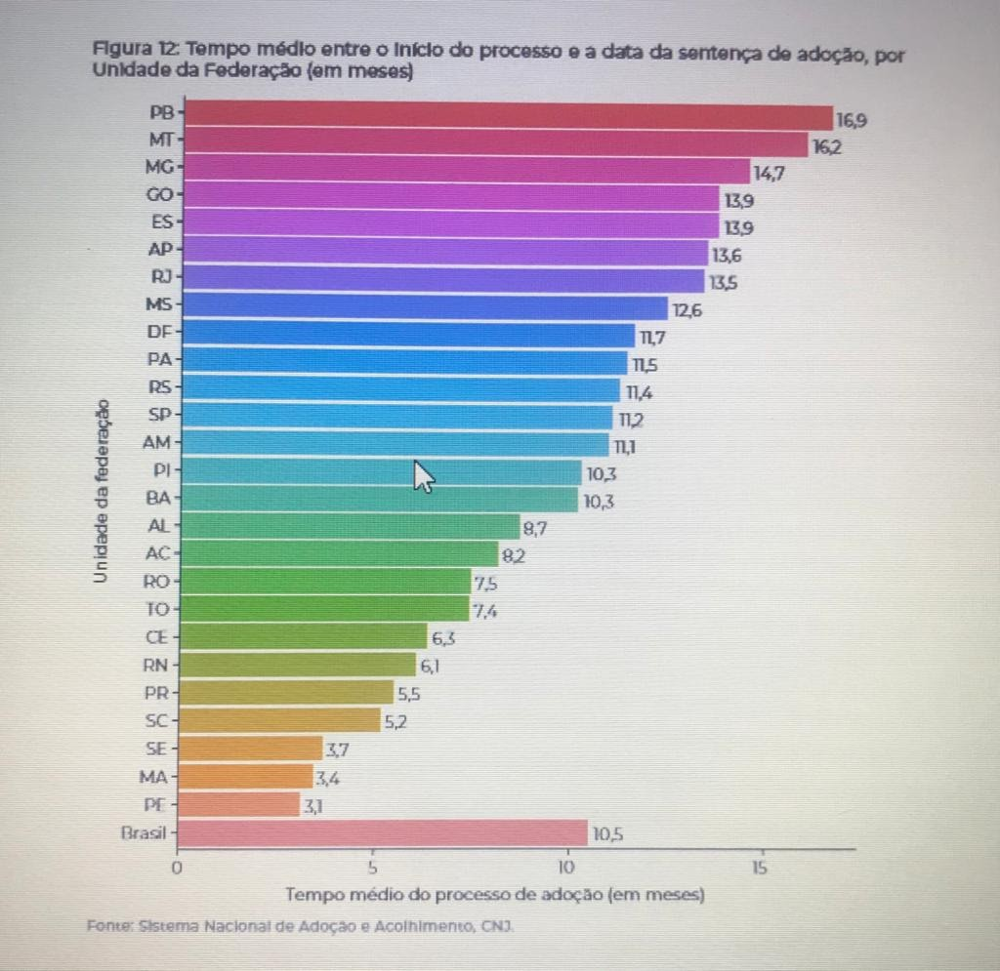 Figura 12: Tempo médio entre o início do processo e a data da sentença de adoção, por
Unidade da Federação (em meses)
PB 16,9
MT 16,2
MG 14,7
GO 13,9
ES 13,9
AP 13,6
RJ 13,5
MS 12,6
DF 11,7
PA 11,5
RS 11,4
SP 11,2
AM 11,1
PI 10,3
BA 10,3
AL 8,7
AC 8,2
RO 7,5
TO 7,4
CE 6,3
RN 6,1
PR 5,5
SC 5,2
SE 3,7
MA 3,4
PE 3,1
Brasil 10,5
Unidade da federação
0 5 10 15
Tempo médio do processo de adoção (em meses)
Fonte: Sistema Nacional de Adoção e Acolhimento, CNJ.